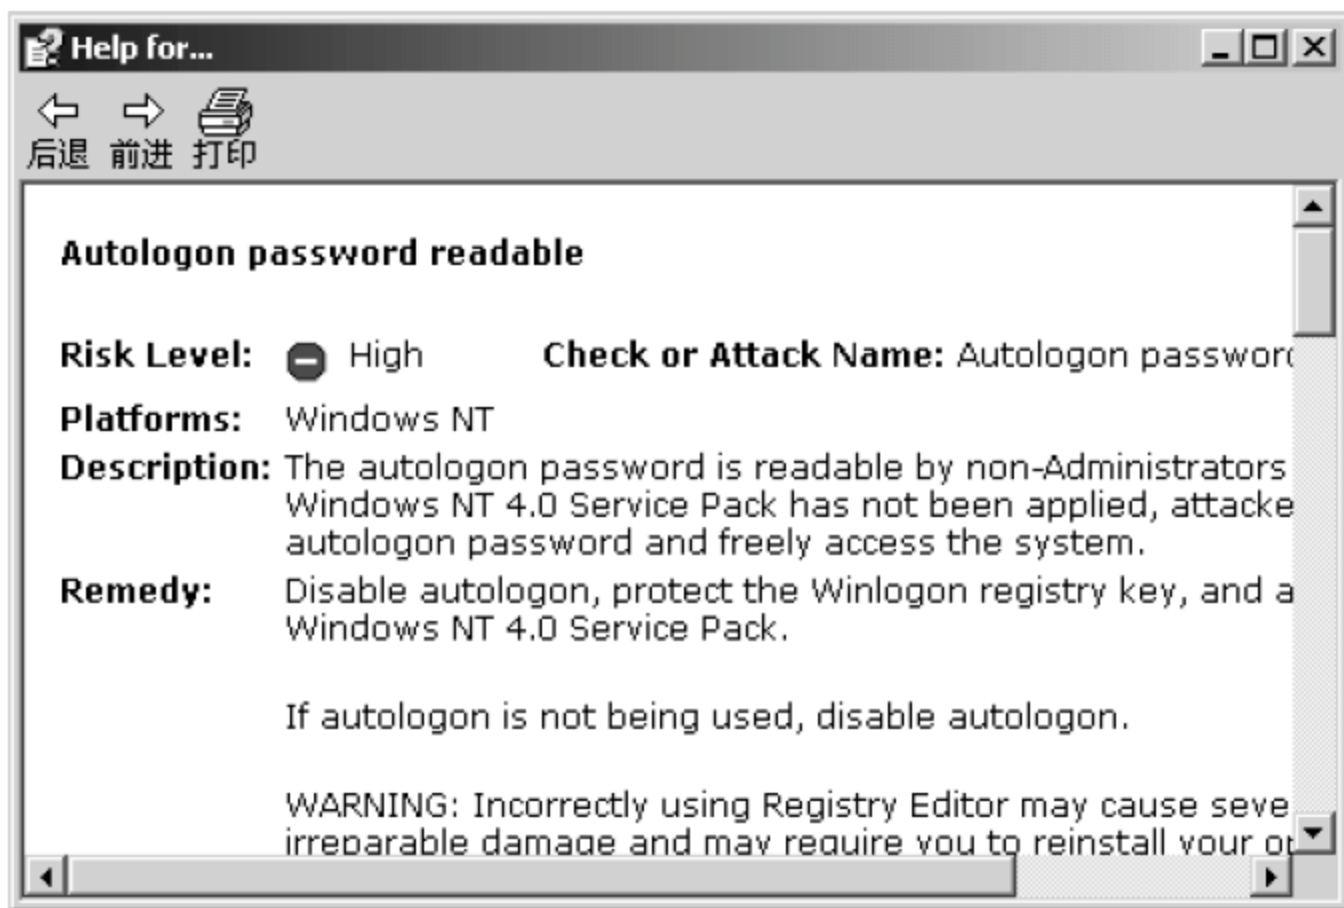 Help for...
后退 前进 打印
Autologon password readable
Risk Level: High Check or Attack Name: Autologon password
Platforms: Windows NT
Description: The autologon password is readable by non-Administrators
Windows NT 4.0 Service Pack has not been applied, attacke
autologon password and freely access the system.
Remedy: Disable autologon, protect the Winlogon registry key, and a
Windows NT 4.0 Service Pack.
If autologon is not being used, disable autologon.
WARNING: Incorrectly using Registry Editor may cause seve
irreparable damage and may require you to reinstall your op